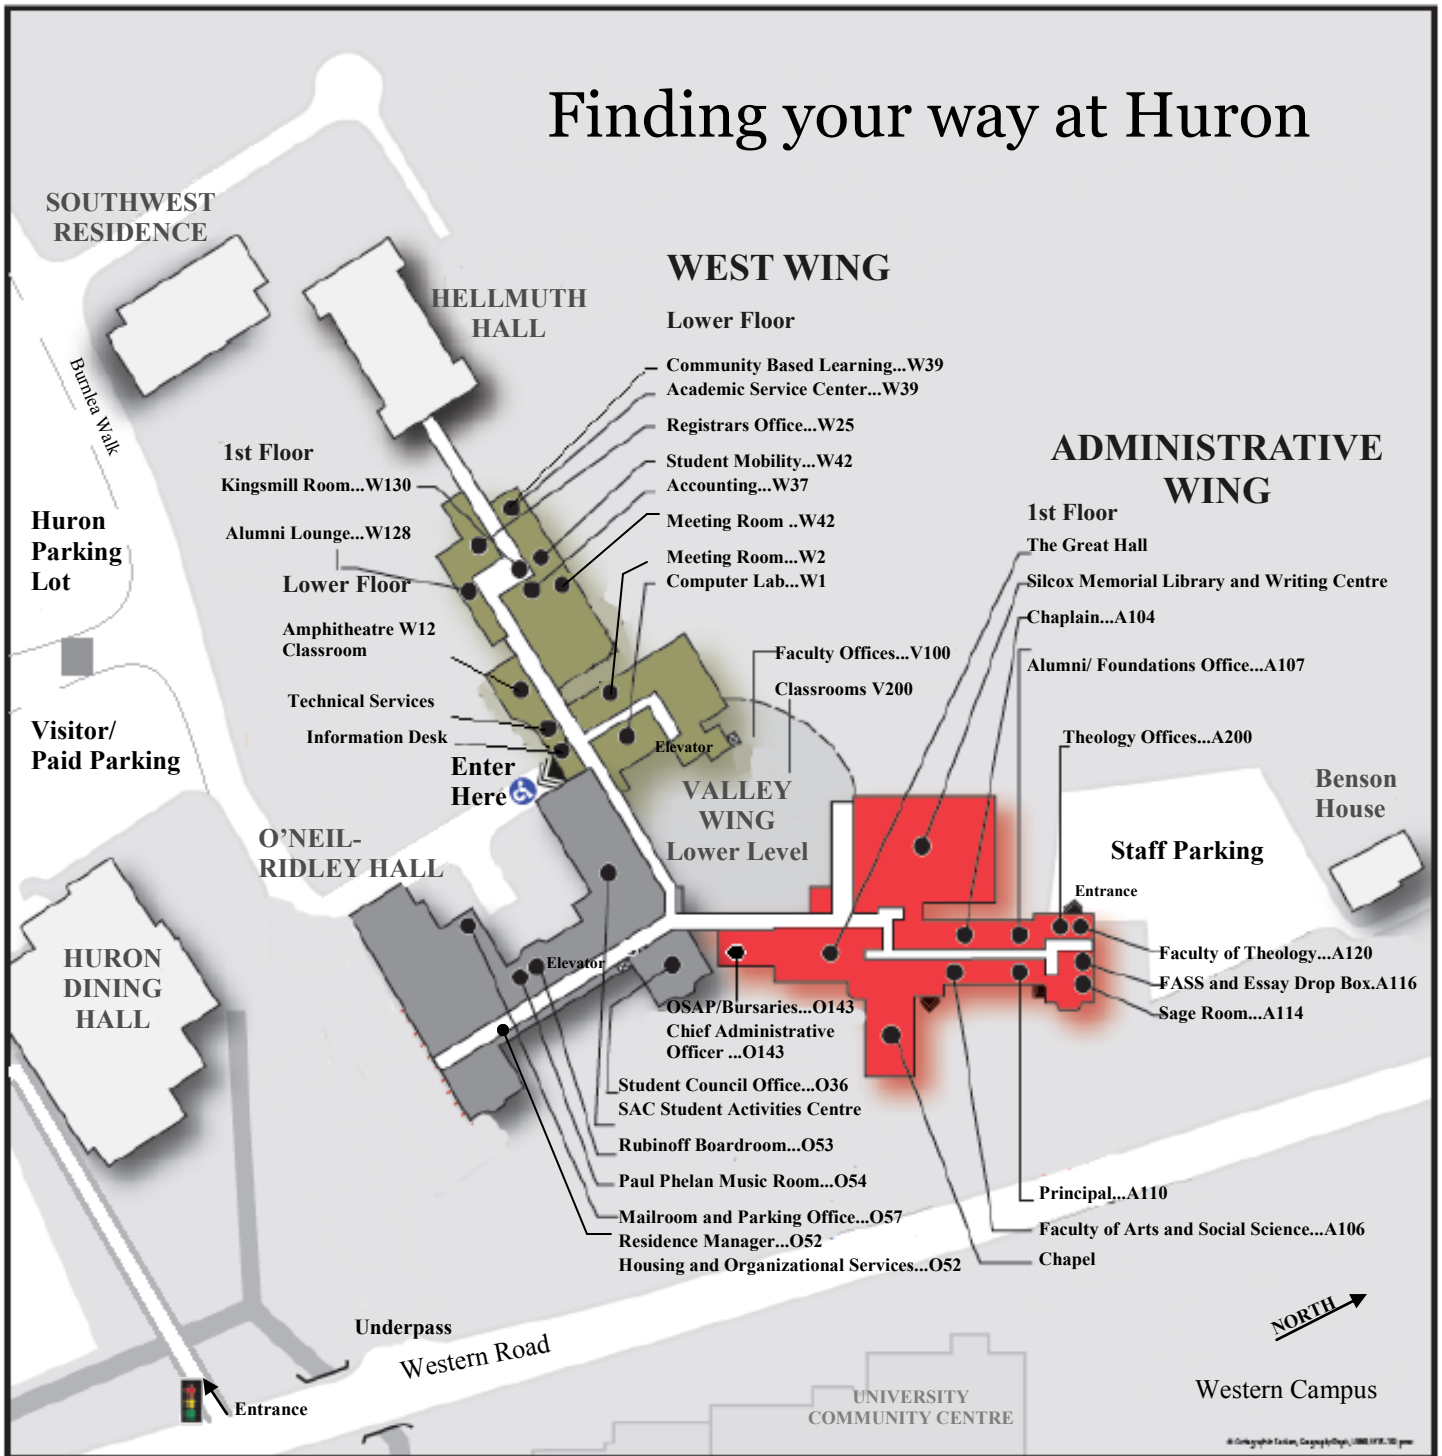 Finding your way at Huron
SOUTHWEST
RESIDENCE
HELLMUTH
HALL
Burnlea Walk
WEST WING
Lower Floor
Community Based Learning...W39
Academic Service Center...W39
Registrars Office...W25
Student Mobility...W42
Accounting...W37
Meeting Room ..W42
Meeting Room...W2
Computer Lab...W1
1st Floor
Kingsmill Room...W130
Alumni Lounge...W128
Lower Floor
Amphitheatre W12
Classroom
Technical Services
Information Desk
Enter
Here
Elevator
Huron
Parking
Lot
Visitor/
Paid Parking
Faculty Offices...V100
Classrooms V200
VALLEY
WING
Lower Level
ADMINISTRATIVE
WING
1st Floor
The Great Hall
Silcox Memorial Library and Writing Centre
Chaplain...A104
Alumni/ Foundations Office...A107
Theology Offices...A200
Benson
House
Staff Parking
Entrance
Faculty of Theology...A120
FASS and Essay Drop Box.A116
Sage Room...A114
O'NEIL-
RIDLEY HALL
HURON
DINING
HALL
Elevator
OSAP/Bursaries...O143
Chief Administrative
Officer ...O143
Student Council Office...O36
SAC Student Activities Centre
Rubinoff Boardroom...O53
Paul Phelan Music Room...O54
Mailroom and Parking Office...O57
Residence Manager...O52
Housing and Organizational Services...O52
Principal...A110
Faculty of Arts and Social Science...A106
Chapel
NORTH
Underpass
Western Road
Entrance
Western Campus
UNIVERSITY
COMMUNITY CENTRE